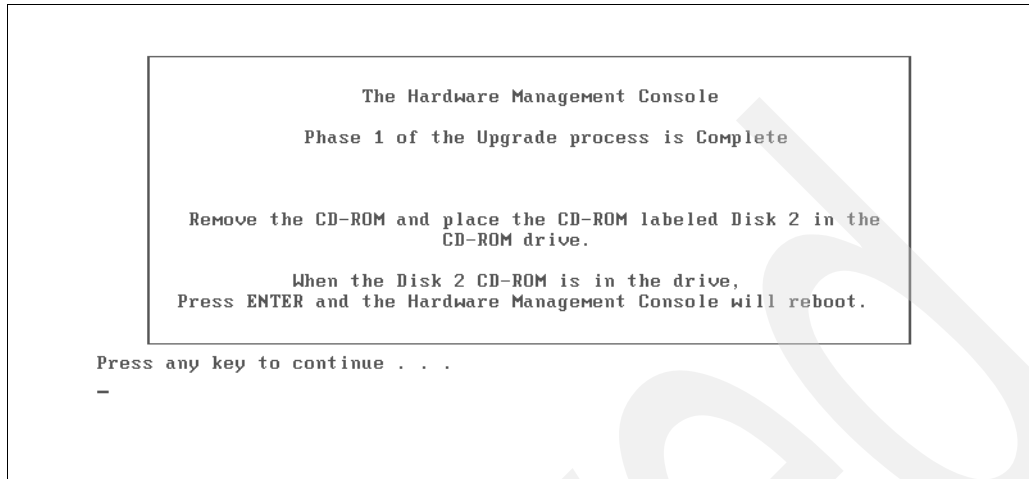 The Hardware Management Console
Phase 1 of the Upgrade process is Complete
Remove the CD-ROM and place the CD-ROM labeled Disk 2 in the
CD-ROM drive.
When the Disk 2 CD-ROM is in the drive,
Press ENTER and the Hardware Management Console will reboot.
Press any key to continue . . .